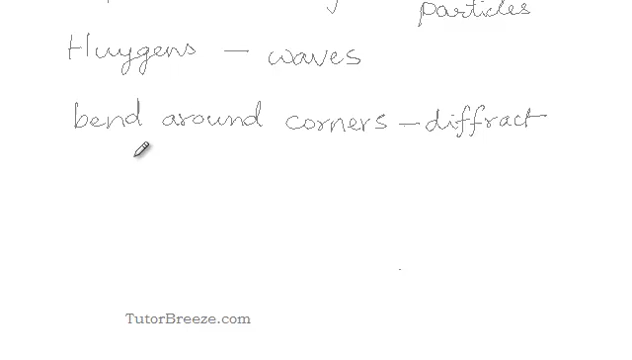 particles
Huygens — waves
bend around corners — diffract
TutorBreeze.com